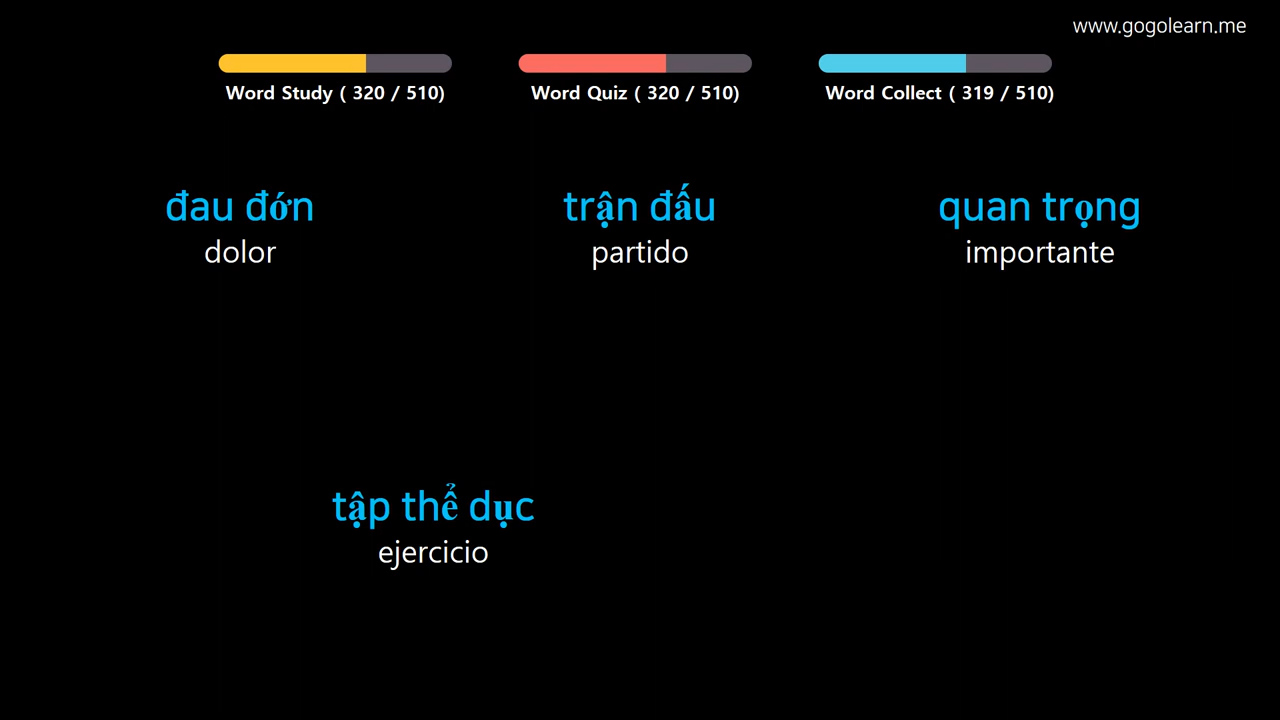 www.gogolearn.me
Word Study ( 320 / 510)
Word Quiz ( 320 / 510)
Word Collect ( 319 / 510)
đau đớn
dolor
trận đấu
partido
quan trọng
importante
tập thể dục
ejercicio